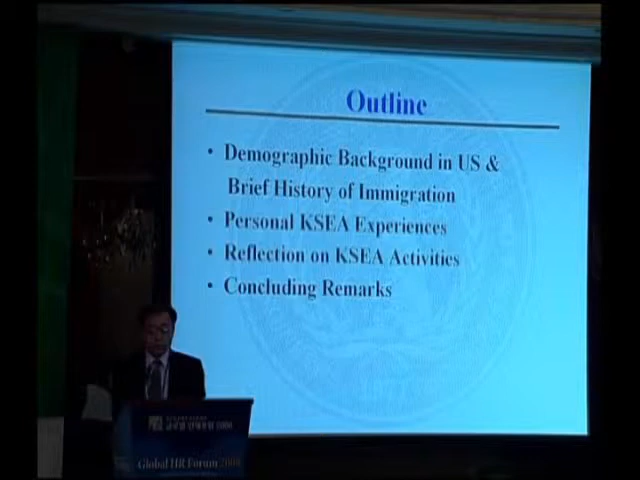 Outline
• Demographic Background in US &
Brief History of Immigration
• Personal KSEA Experiences
• Reflection on KSEA Activities
• Concluding Remarks
Global HR Forum